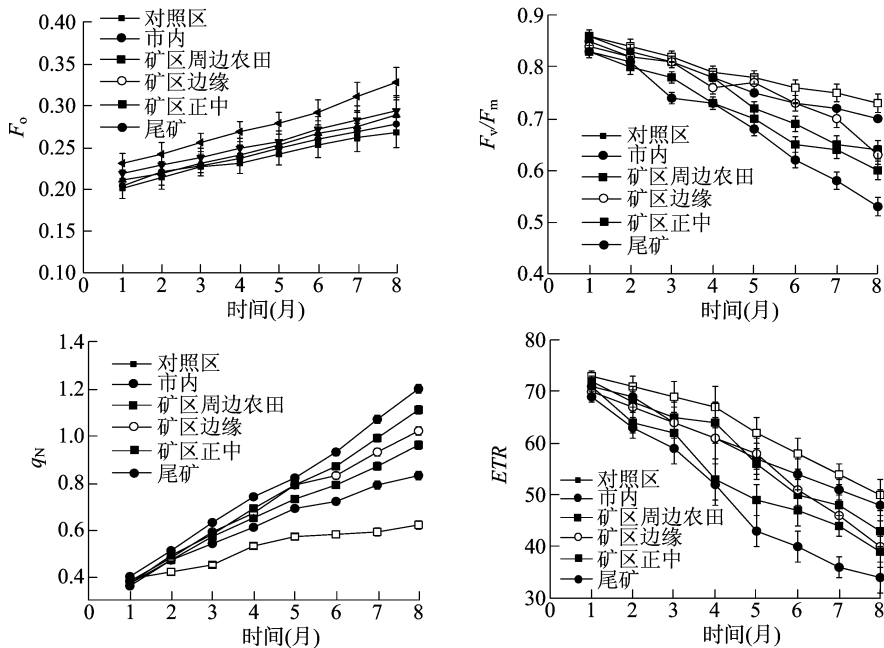 0.40
0.35
0.30
0.25
0.20
0.15
0.10
Fo
对照区
市内
矿区周边农田
矿区边缘
矿区正中
尾矿
0 1 2 3 4 5 6 7 8
时间(月)
0.9
0.8
0.7
0.6
0.5
0.4
Fv/Fm
对照区
市内
矿区周边农田
矿区边缘
矿区正中
尾矿
0 1 2 3 4 5 6 7 8
时间(月)
1.4
1.2
1.0
0.8
0.6
0.4
qN
对照区
市内
矿区周边农田
矿区边缘
矿区正中
尾矿
0 1 2 3 4 5 6 7 8
时间(月)
80
70
60
50
40
30
ETR
对照区
市内
矿区周边农田
矿区边缘
矿区正中
尾矿
0 1 2 3 4 5 6 7 8
时间(月)